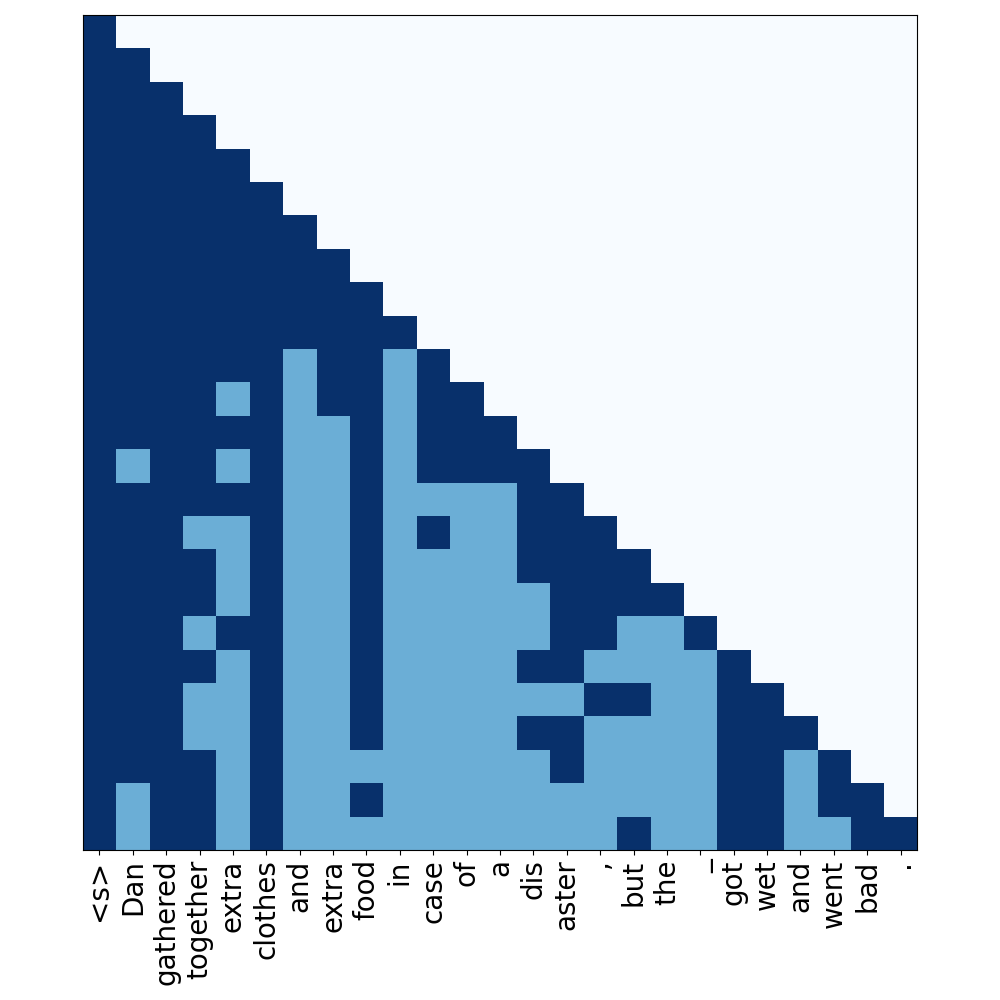 <s> Dan gathered together extra clothes and extra food in case of a dis aster , but the _ got wet and went bad .